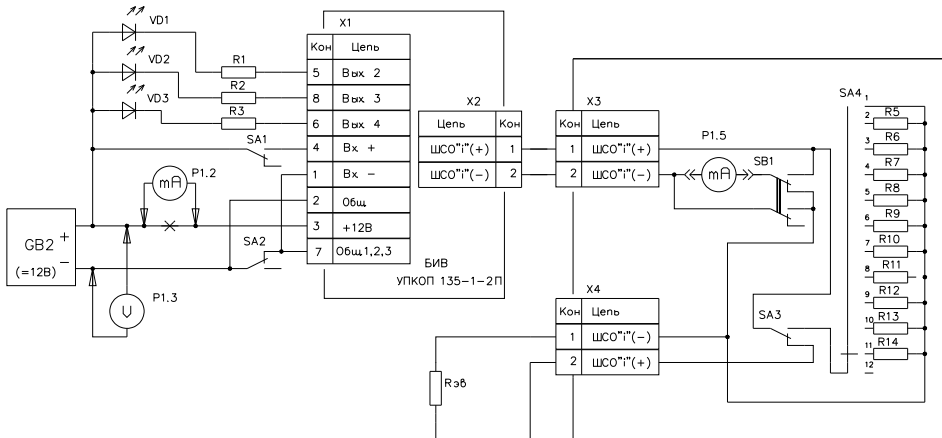 VD1
VD2
VD3
R1
R2
R3
SA1
P1.2
mA
GB2
+
−
(=12В)
P1.3
V
SA2
X1
Кон Цепь
5 Вых 2
8 Вых 3
6 Вых 4
4 Вх +
1 Вх -
2 Общ
3 +12В
7 Общ.1,2,3
БИВ
УПКОП 135-1-2П
X2
Цепь Кон
ШСО"i"(+) 1
ШСО"i"(-) 2
X3
Кон Цепь
1 ШСО"i"(+)
2 ШСО"i"(-)
P1.5
mA
SB1
X4
Кон Цепь
1 ШСО"i"(-)
2 ШСО"i"(+)
Rэв
SA3
SA4
1
2 R5
3 R6
4 R7
5 R8
6 R9
7 R10
8 R11
9 R12
10 R13
11 R14
12